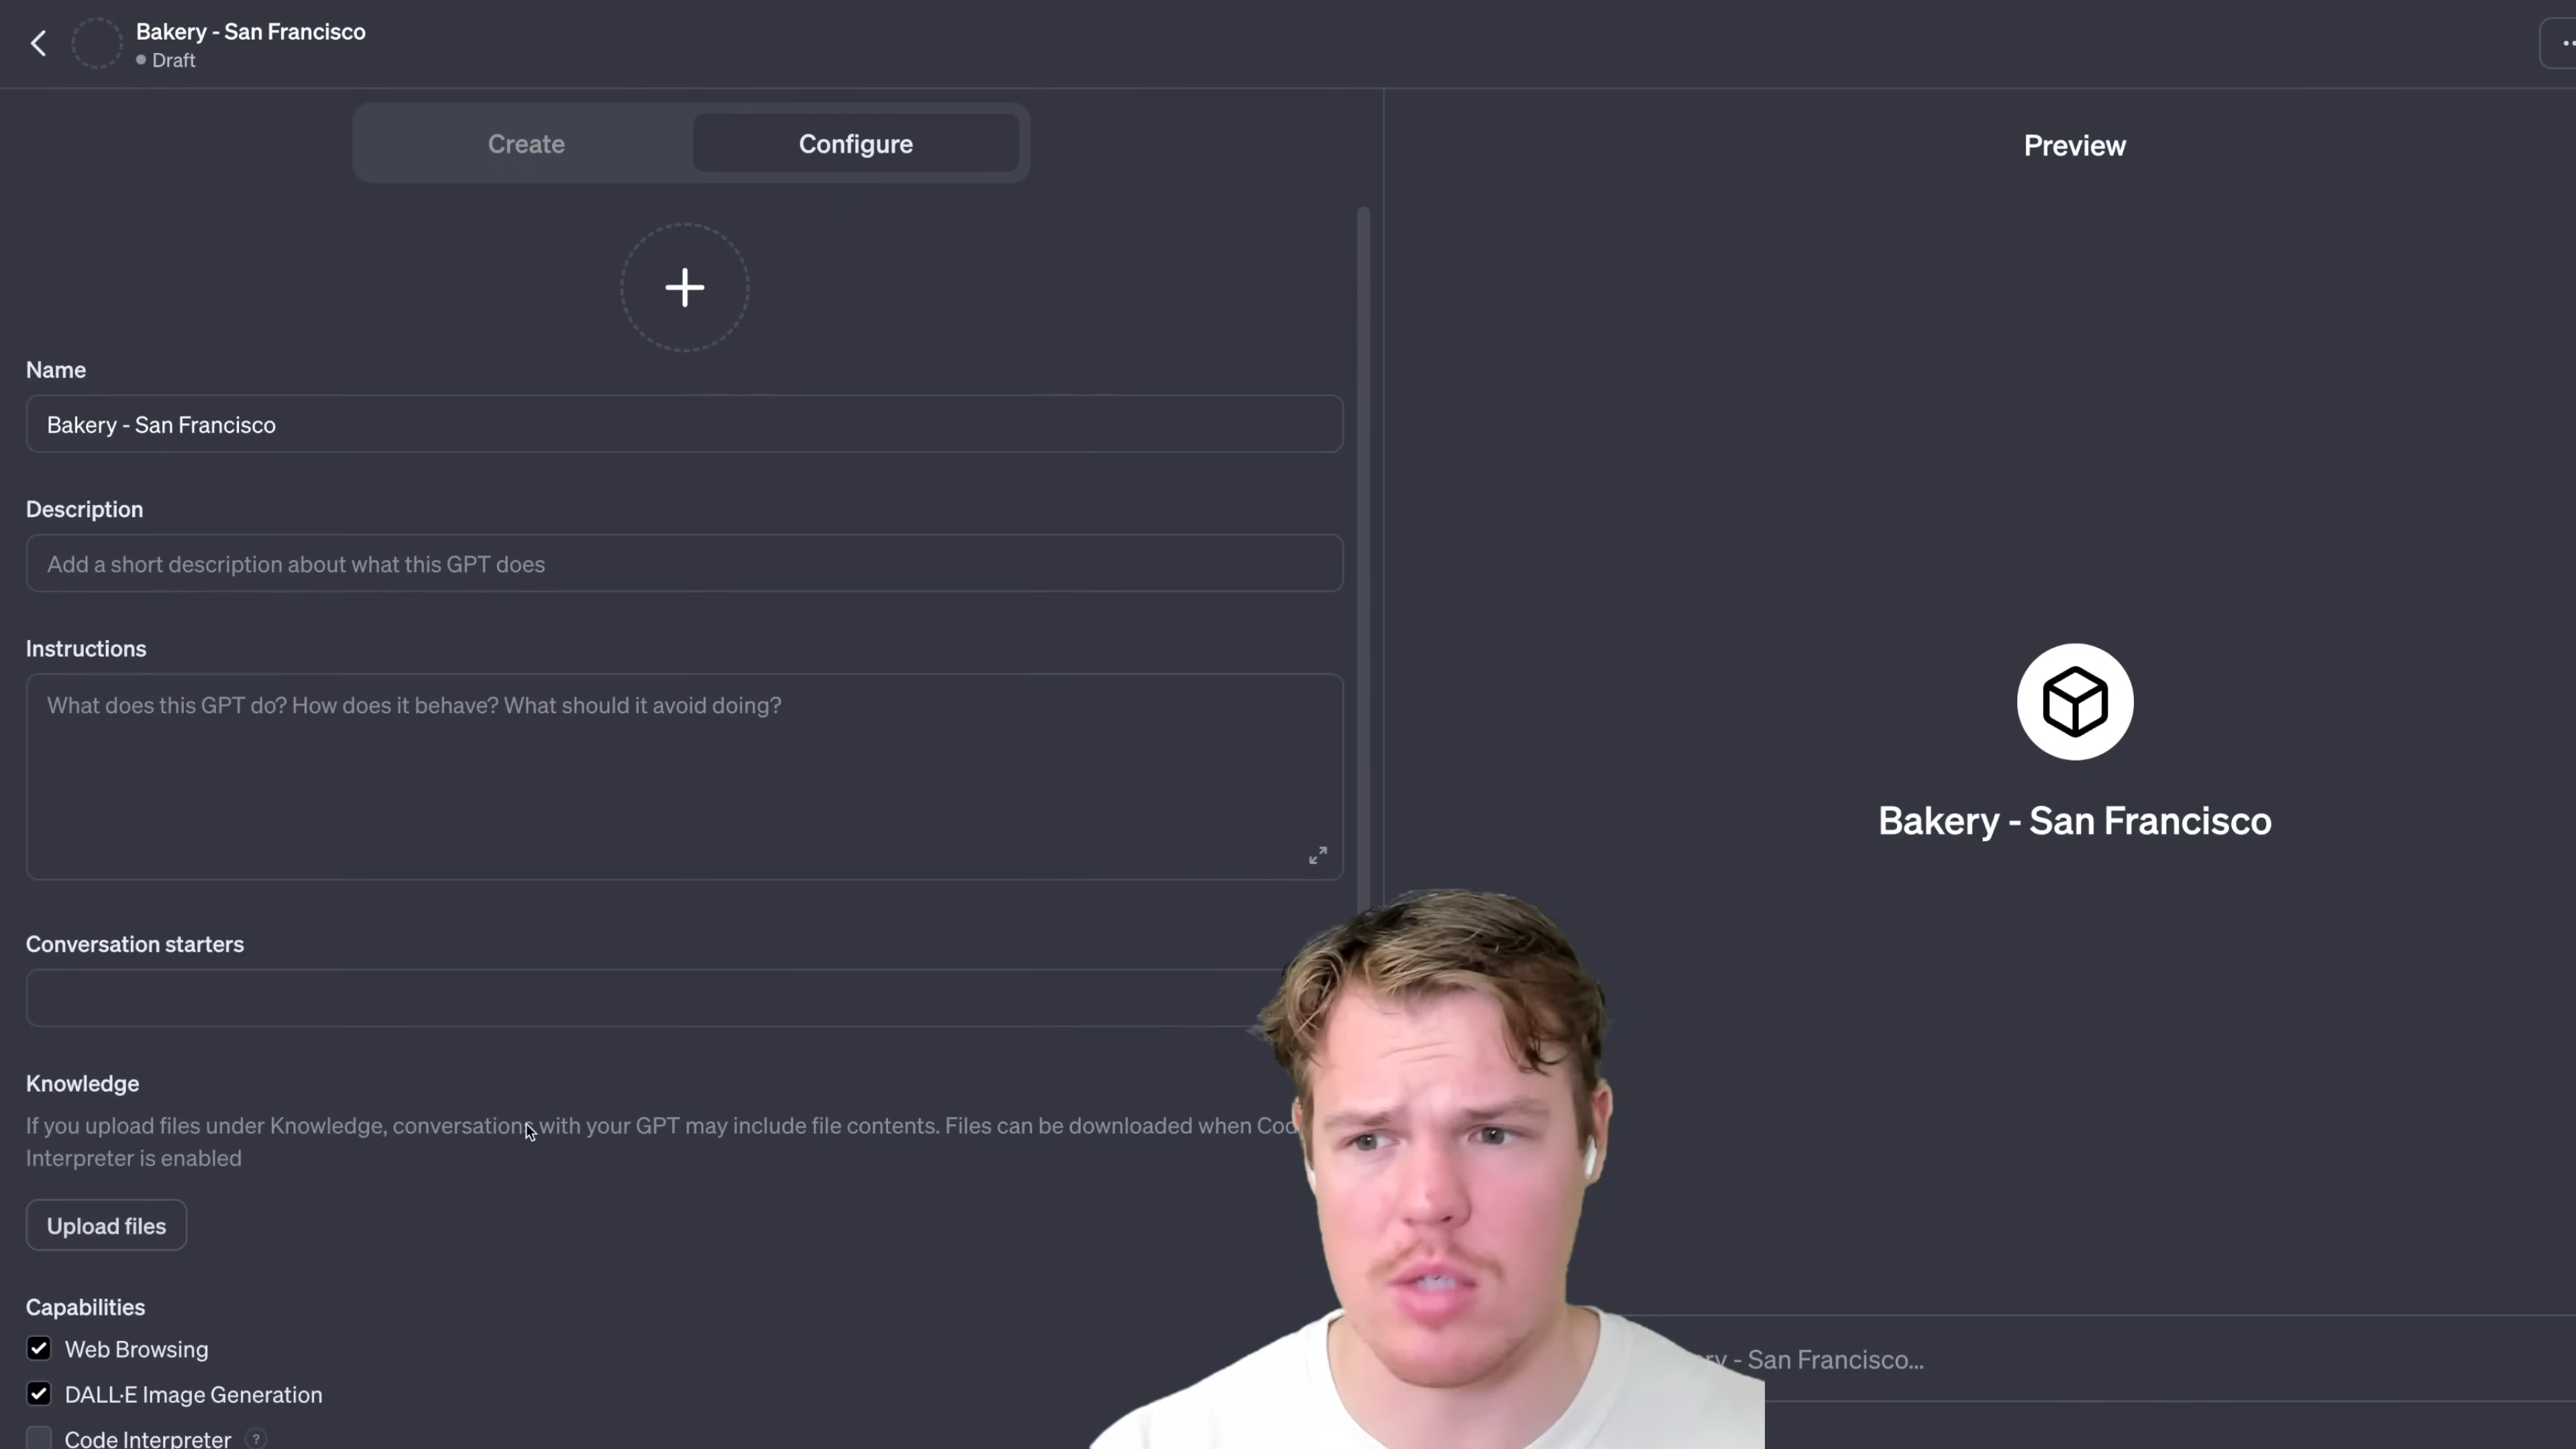 Bakery - San Francisco
Draft
Create
Configure
Preview
Name
Bakery - San Francisco
Description
Add a short description about what this GPT does
Instructions
What does this GPT do? How does it behave? What should it avoid doing?
Bakery - San Francisco
Conversation starters
Knowledge
If you upload files under Knowledge, conversations with your GPT may include file contents. Files can be downloaded when
Interpreter is enabled
Upload files
Capabilities
Web Browsing
- San Francisco...
DALL·E Image Generation
Code Interpreter ?